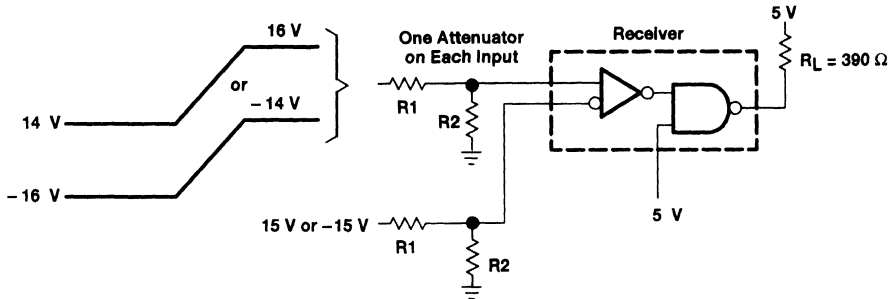 5 V
16 V
One Attenuator
on Each Input
Receiver
R_L = 390 Ω
or
R1
– 14 V
14 V
R2
– 16 V
15 V or –15 V
5 V
R1
R2